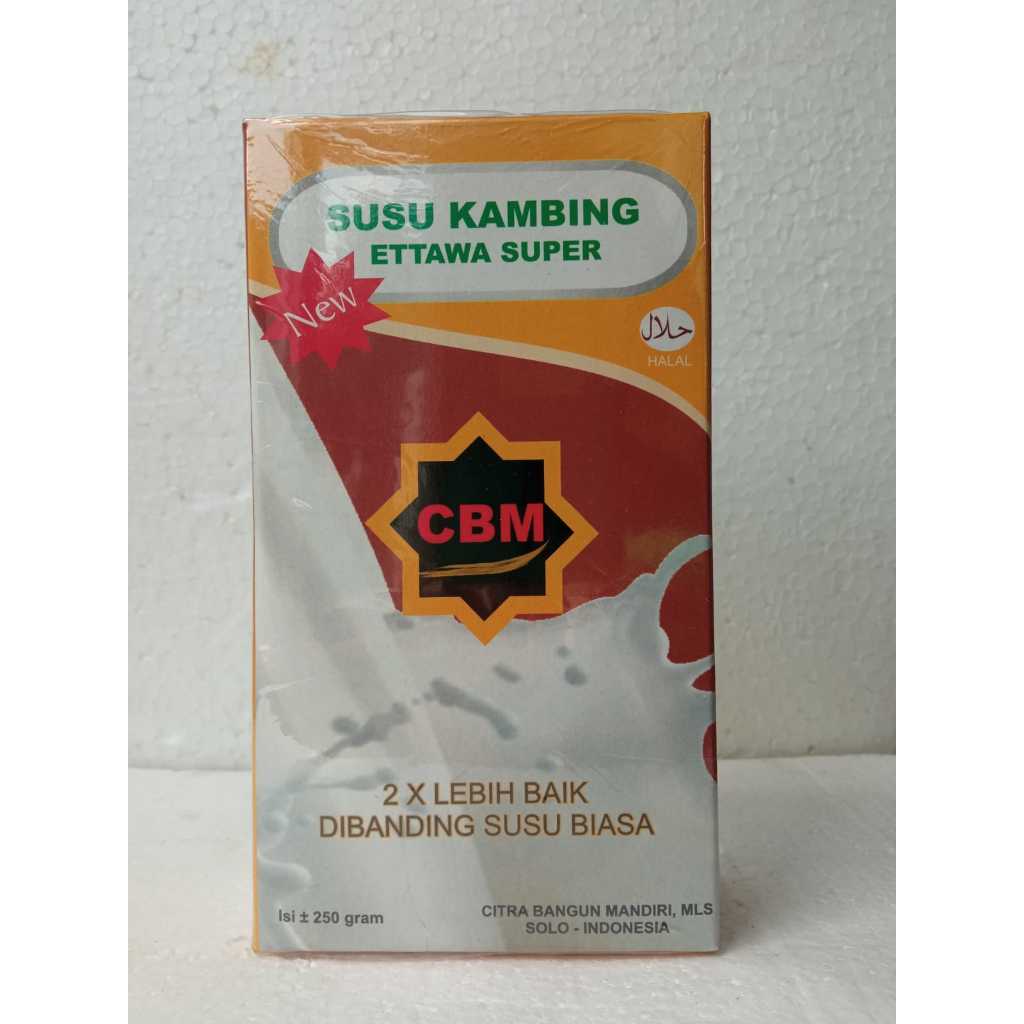 SUSU KAMBING
ETTAWA SUPER
New
حلال
HALAL
CBM
2 X LEBIH BAIK
DIBANDING SUSU BIASA
Isi ± 250 gram
CITRA BANGUN MANDIRI, MLS
SOLO - INDONESIA